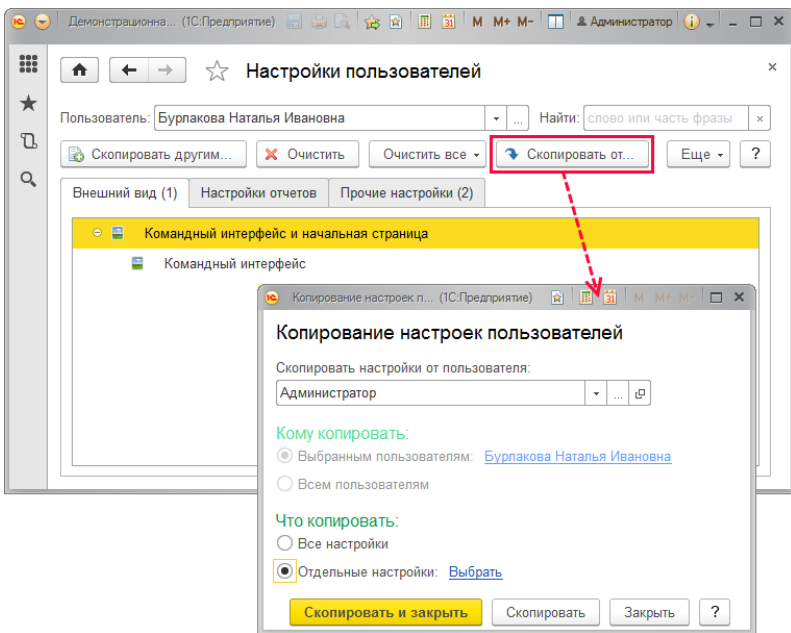 Демонстрационна... (1С:Предприятие) 31 M M+ M- Администратор
Настройки пользователей
Пользователь: Бурлакова Наталья Ивановна ... Найти: слово или часть фразы ×
Скопировать другим... Очистить Очистить все Скопировать от... Еще ?
Внешний вид (1) Настройки отчетов Прочие настройки (2)
Командный интерфейс и начальная страница
Командный интерфейс
Копирование настроек п... (1С:Предприятие) 31 M M+ M-
Копирование настроек пользователей
Скопировать настройки от пользователя:
Администратор ...
Кому копировать:
Выбранным пользователям: Бурлакова Наталья Ивановна
Всем пользователям
Что копировать:
Все настройки
Отдельные настройки: Выбрать
Скопировать и закрыть Скопировать Закрыть ?